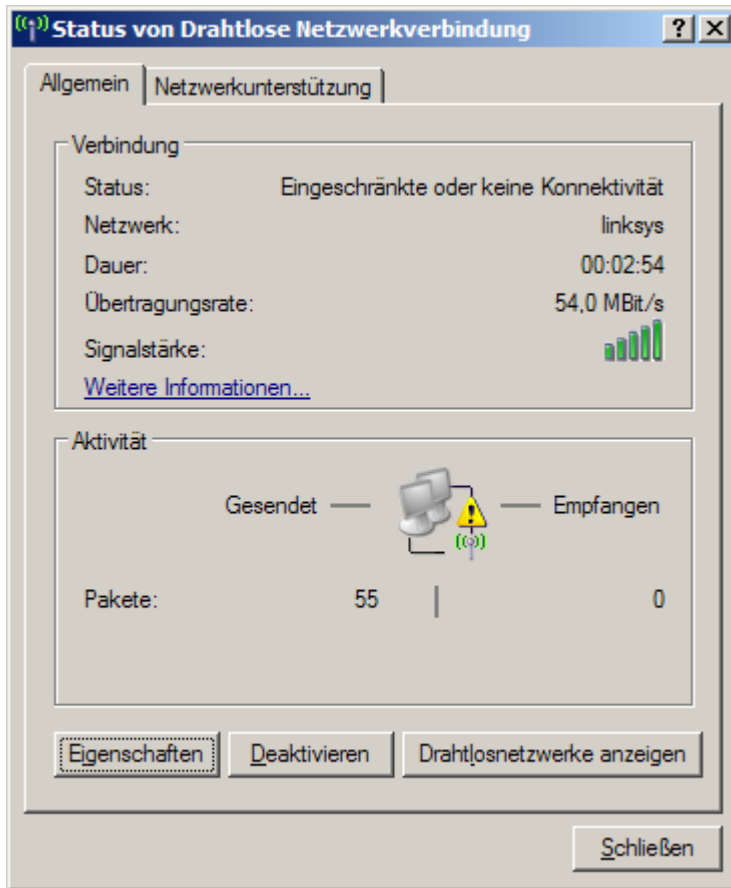 Status von Drahtlose Netzwerkverbindung
Allgemein Netzwerkunterstützung
Verbindung
Status: Eingeschränkte oder keine Konnektivität
Netzwerk: linksys
Dauer: 00:02:54
Übertragungsrate: 54,0 MBit/s
Signalstärke:
Weitere Informationen...
Aktivität
Gesendet Empfangen
Pakete: 55 0
Eigenschaften Deaktivieren Drahtlosnetzwerke anzeigen
Schließen